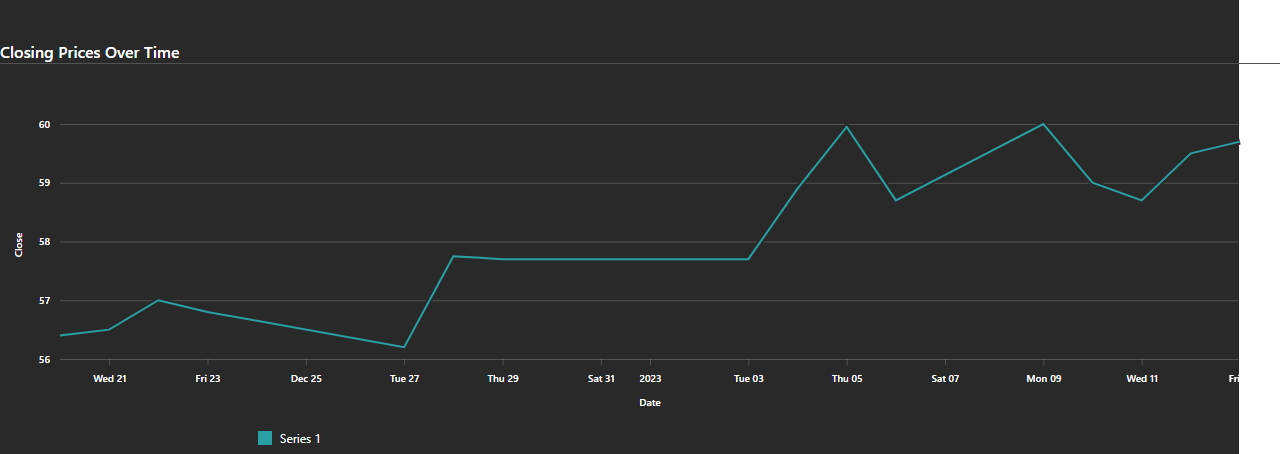 Closing Prices Over Time
60
59
58
57
56
Close
Wed 21 Fri 23 Dec 25 Tue 27 Thu 29 Sat 31 2023 Tue 03 Thu 05 Sat 07 Mon 09 Wed 11 Fri
Date
Series 1